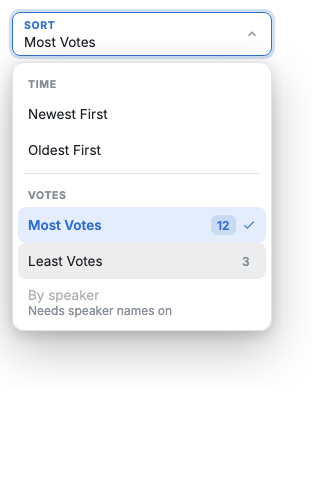 SORT
Most Votes
TIME
Newest First
Oldest First
VOTES
Most Votes 12
Least Votes 3
By speaker
Needs speaker names on